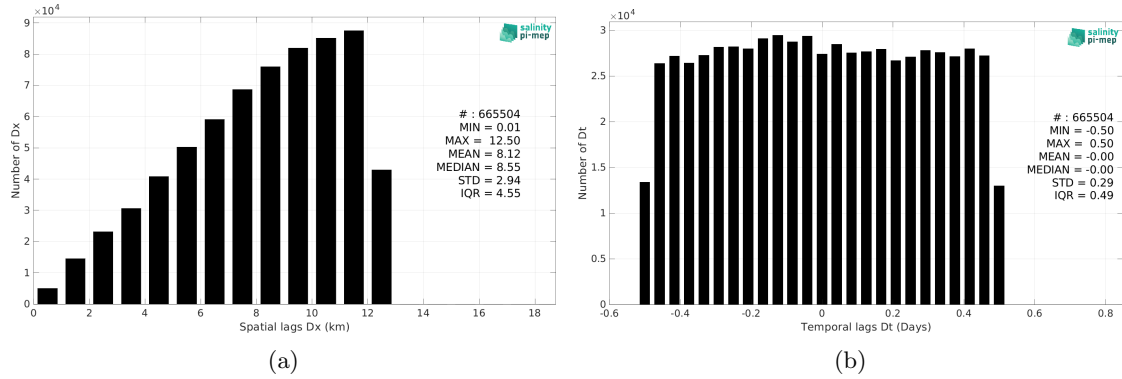 ×10⁴
9
8
7
6
5
4
3
2
1
0
Number of Dx
0 2 4 6 8 10 12 14 16 18
Spatial lags Dx (km)
salinity
pi-mep
# : 665504
MIN = 0.01
MAX = 12.50
MEAN = 8.12
MEDIAN = 8.55
STD = 2.94
IQR = 4.55
(a)
×10⁴
3
2.5
2
1.5
1
0.5
0
Number of Dt
-0.6 -0.4 -0.2 0 0.2 0.4 0.6 0.8
Temporal lags Dt (Days)
salinity
pi-mep
# : 665504
MIN = -0.50
MAX = 0.50
MEAN = -0.00
MEDIAN = -0.00
STD = 0.29
IQR = 0.49
(b)